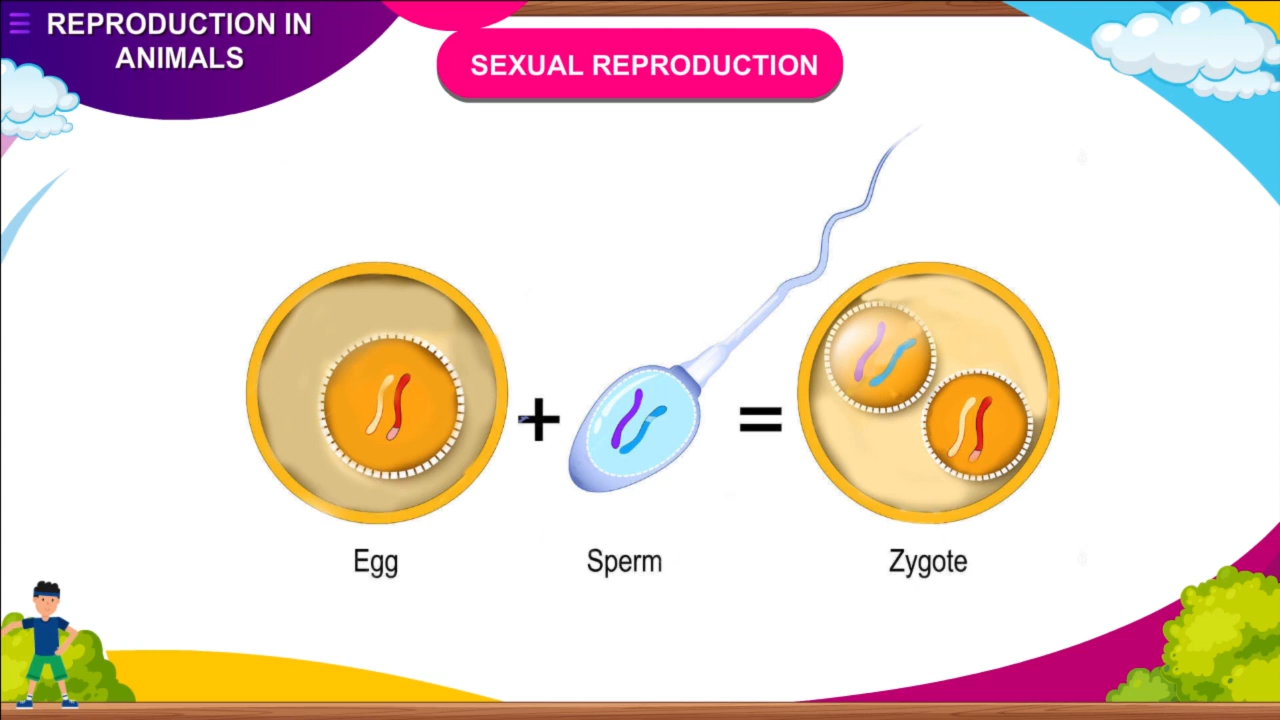 REPRODUCTION IN
ANIMALS
SEXUAL REPRODUCTION
+
=
Egg
Sperm
Zygote